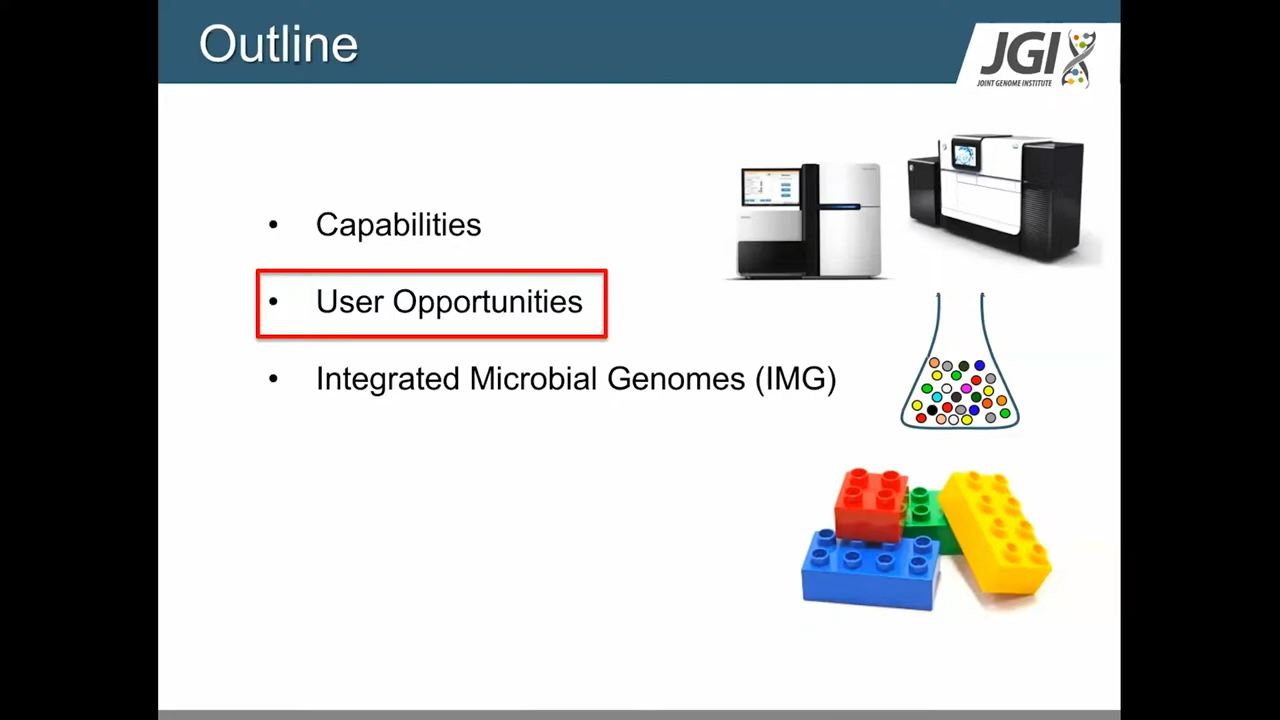 Outline
JGI
JOINT GENOME INSTITUTE
• Capabilities
• User Opportunities
• Integrated Microbial Genomes (IMG)